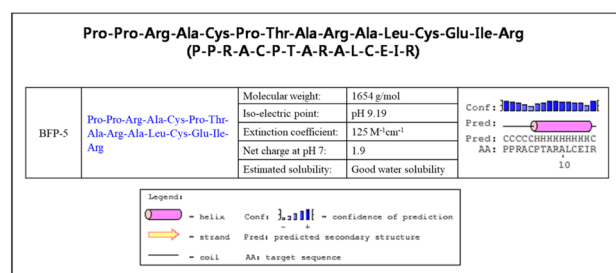 Pro-Pro-Arg-Ala-Cys-Pro-Thr-Ala-Arg-Ala-Leu-Cys-Glu-Ile-Arg
(P-P-R-A-C-P-T-A-R-A-L-C-E-I-R)
BFP-5
Pro-Pro-Arg-Ala-Cys-Pro-Thr-
Ala-Arg-Ala-Leu-Cys-Glu-Ile-
Arg
Molecular weight: 1654 g/mol
Iso-electric point: pH 9.19
Extinction coefficient: 125 M⁻¹cm⁻¹
Net charge at pH 7: 1.9
Estimated solubility: Good water solubility
Conf:
Pred:
Pred: CCCCCHHHHHHHHHC
AA: PPRACPTARALCEIR
10
Legend:
= helix Conf: = confidence of prediction
- +
= strand Pred: predicted secondary structure
= coil AA: target sequence